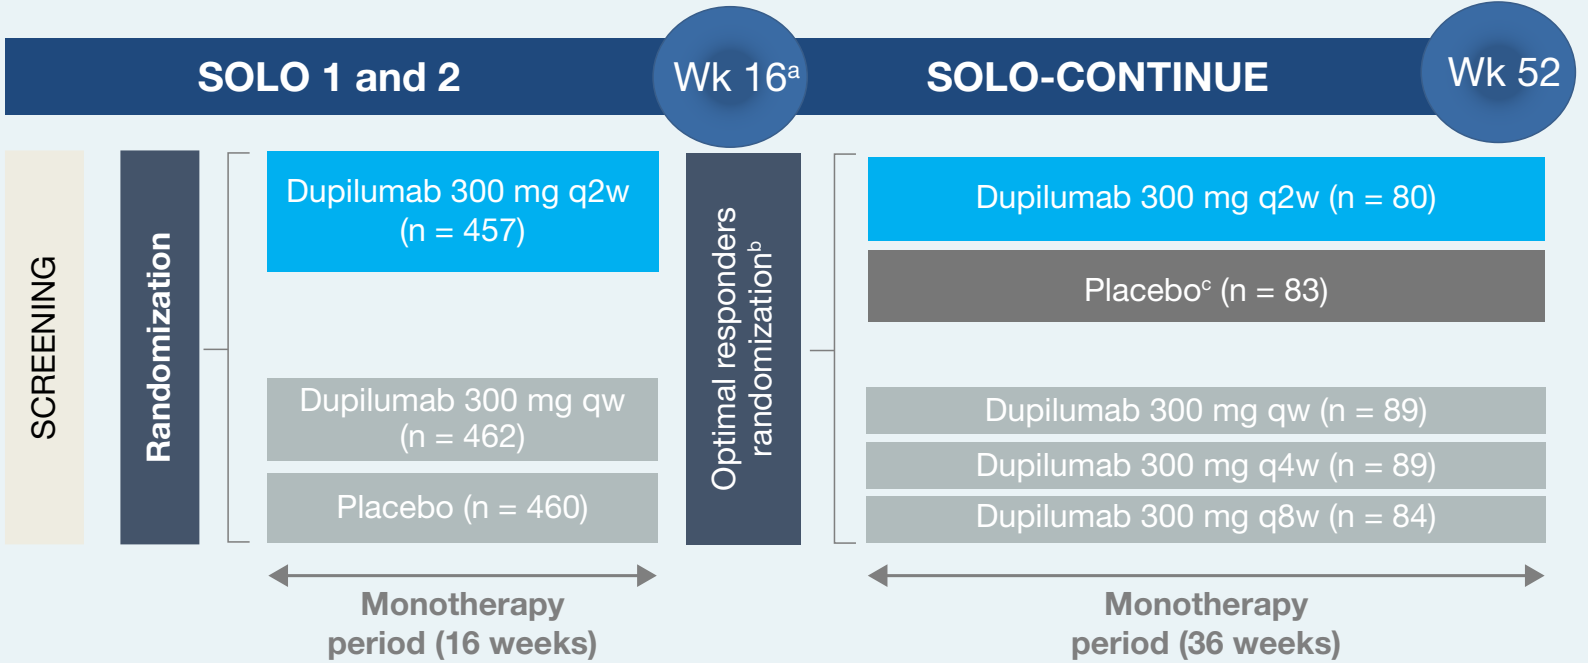 SOLO 1 and 2
Wk 16ᵃ
SOLO-CONTINUE
Wk 52
SCREENING
Randomization
Dupilumab 300 mg q2w
(n = 457)
Dupilumab 300 mg qw
(n = 462)
Placebo (n = 460)
Optimal responders
randomizationᵇ
Dupilumab 300 mg q2w (n = 80)
Placeboᶜ (n = 83)
Dupilumab 300 mg qw (n = 89)
Dupilumab 300 mg q4w (n = 89)
Dupilumab 300 mg q8w (n = 84)
Monotherapy
period (16 weeks)
Monotherapy
period (36 weeks)